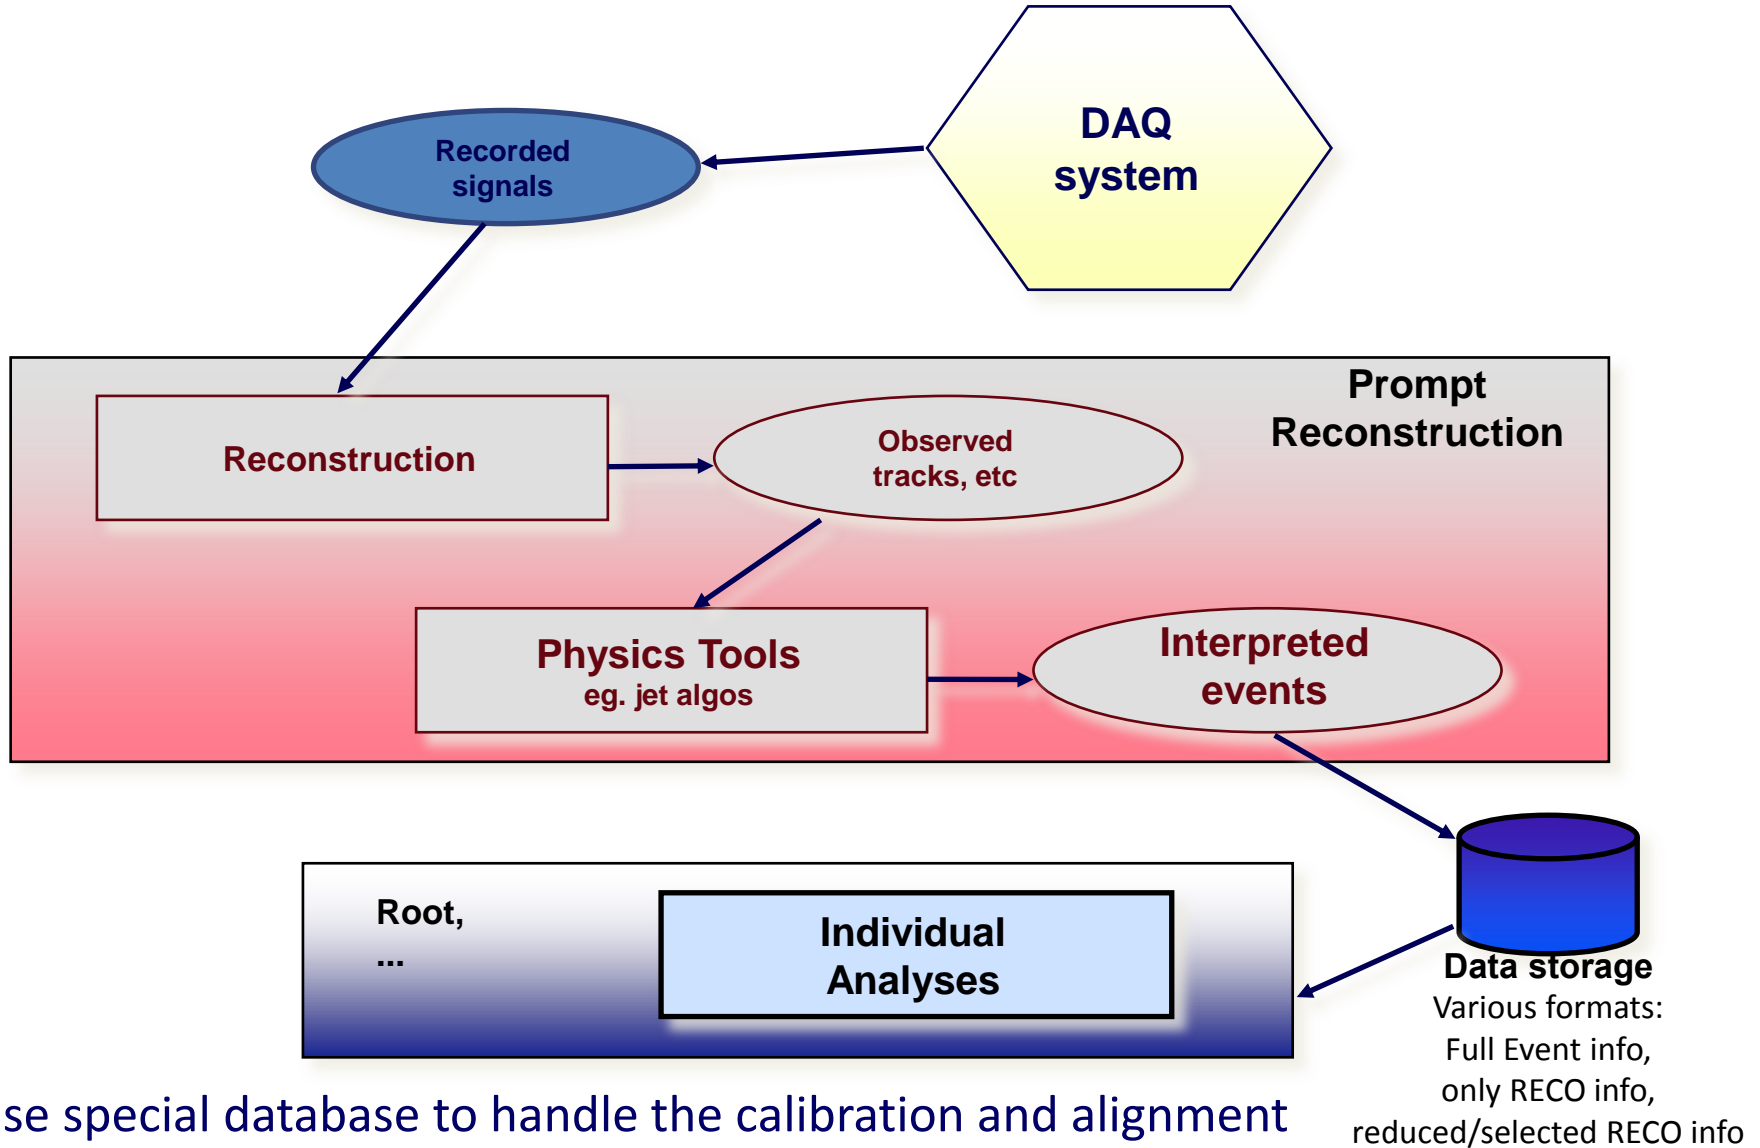 DAQ
system
Recorded
signals
Prompt
Reconstruction
Reconstruction
Observed
tracks, etc
Physics Tools
eg. jet algos
Interpreted
events
Root,
...
Individual
Analyses
Data storage
Various formats:
Full Event info,
only RECO info,
reduced/selected RECO info
se special database to handle the calibration and alignment